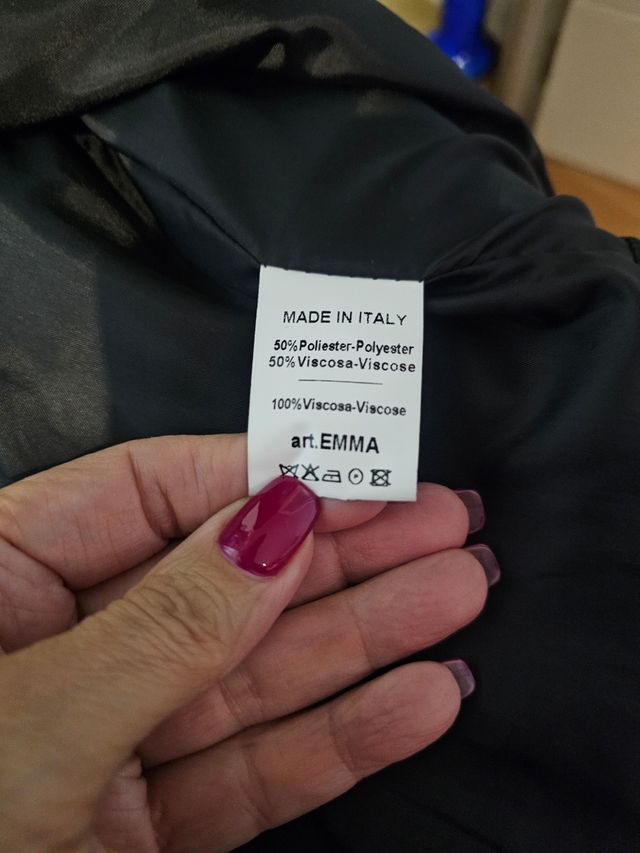 MADE IN ITALY
50%Poliester-Polyester
50%Viscosa-Viscose
100%Viscosa-Viscose
art.EMMA